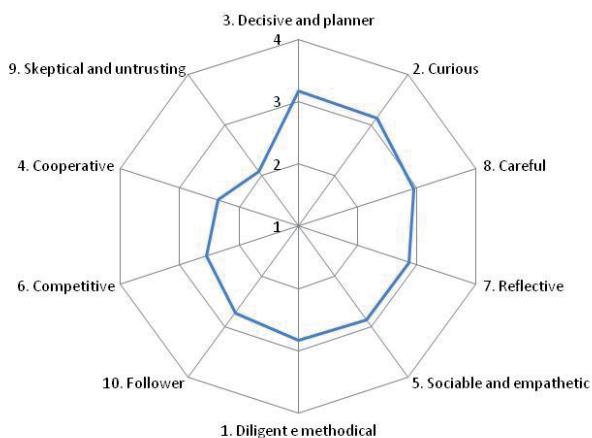 3. Decisive and planner
4
9. Skeptical and untrusting
2. Curious
3
4. Cooperative
8. Careful
2
1
6. Competitive
7. Reflective
10. Follower
5. Sociable and empathetic
1. Diligent e methodical